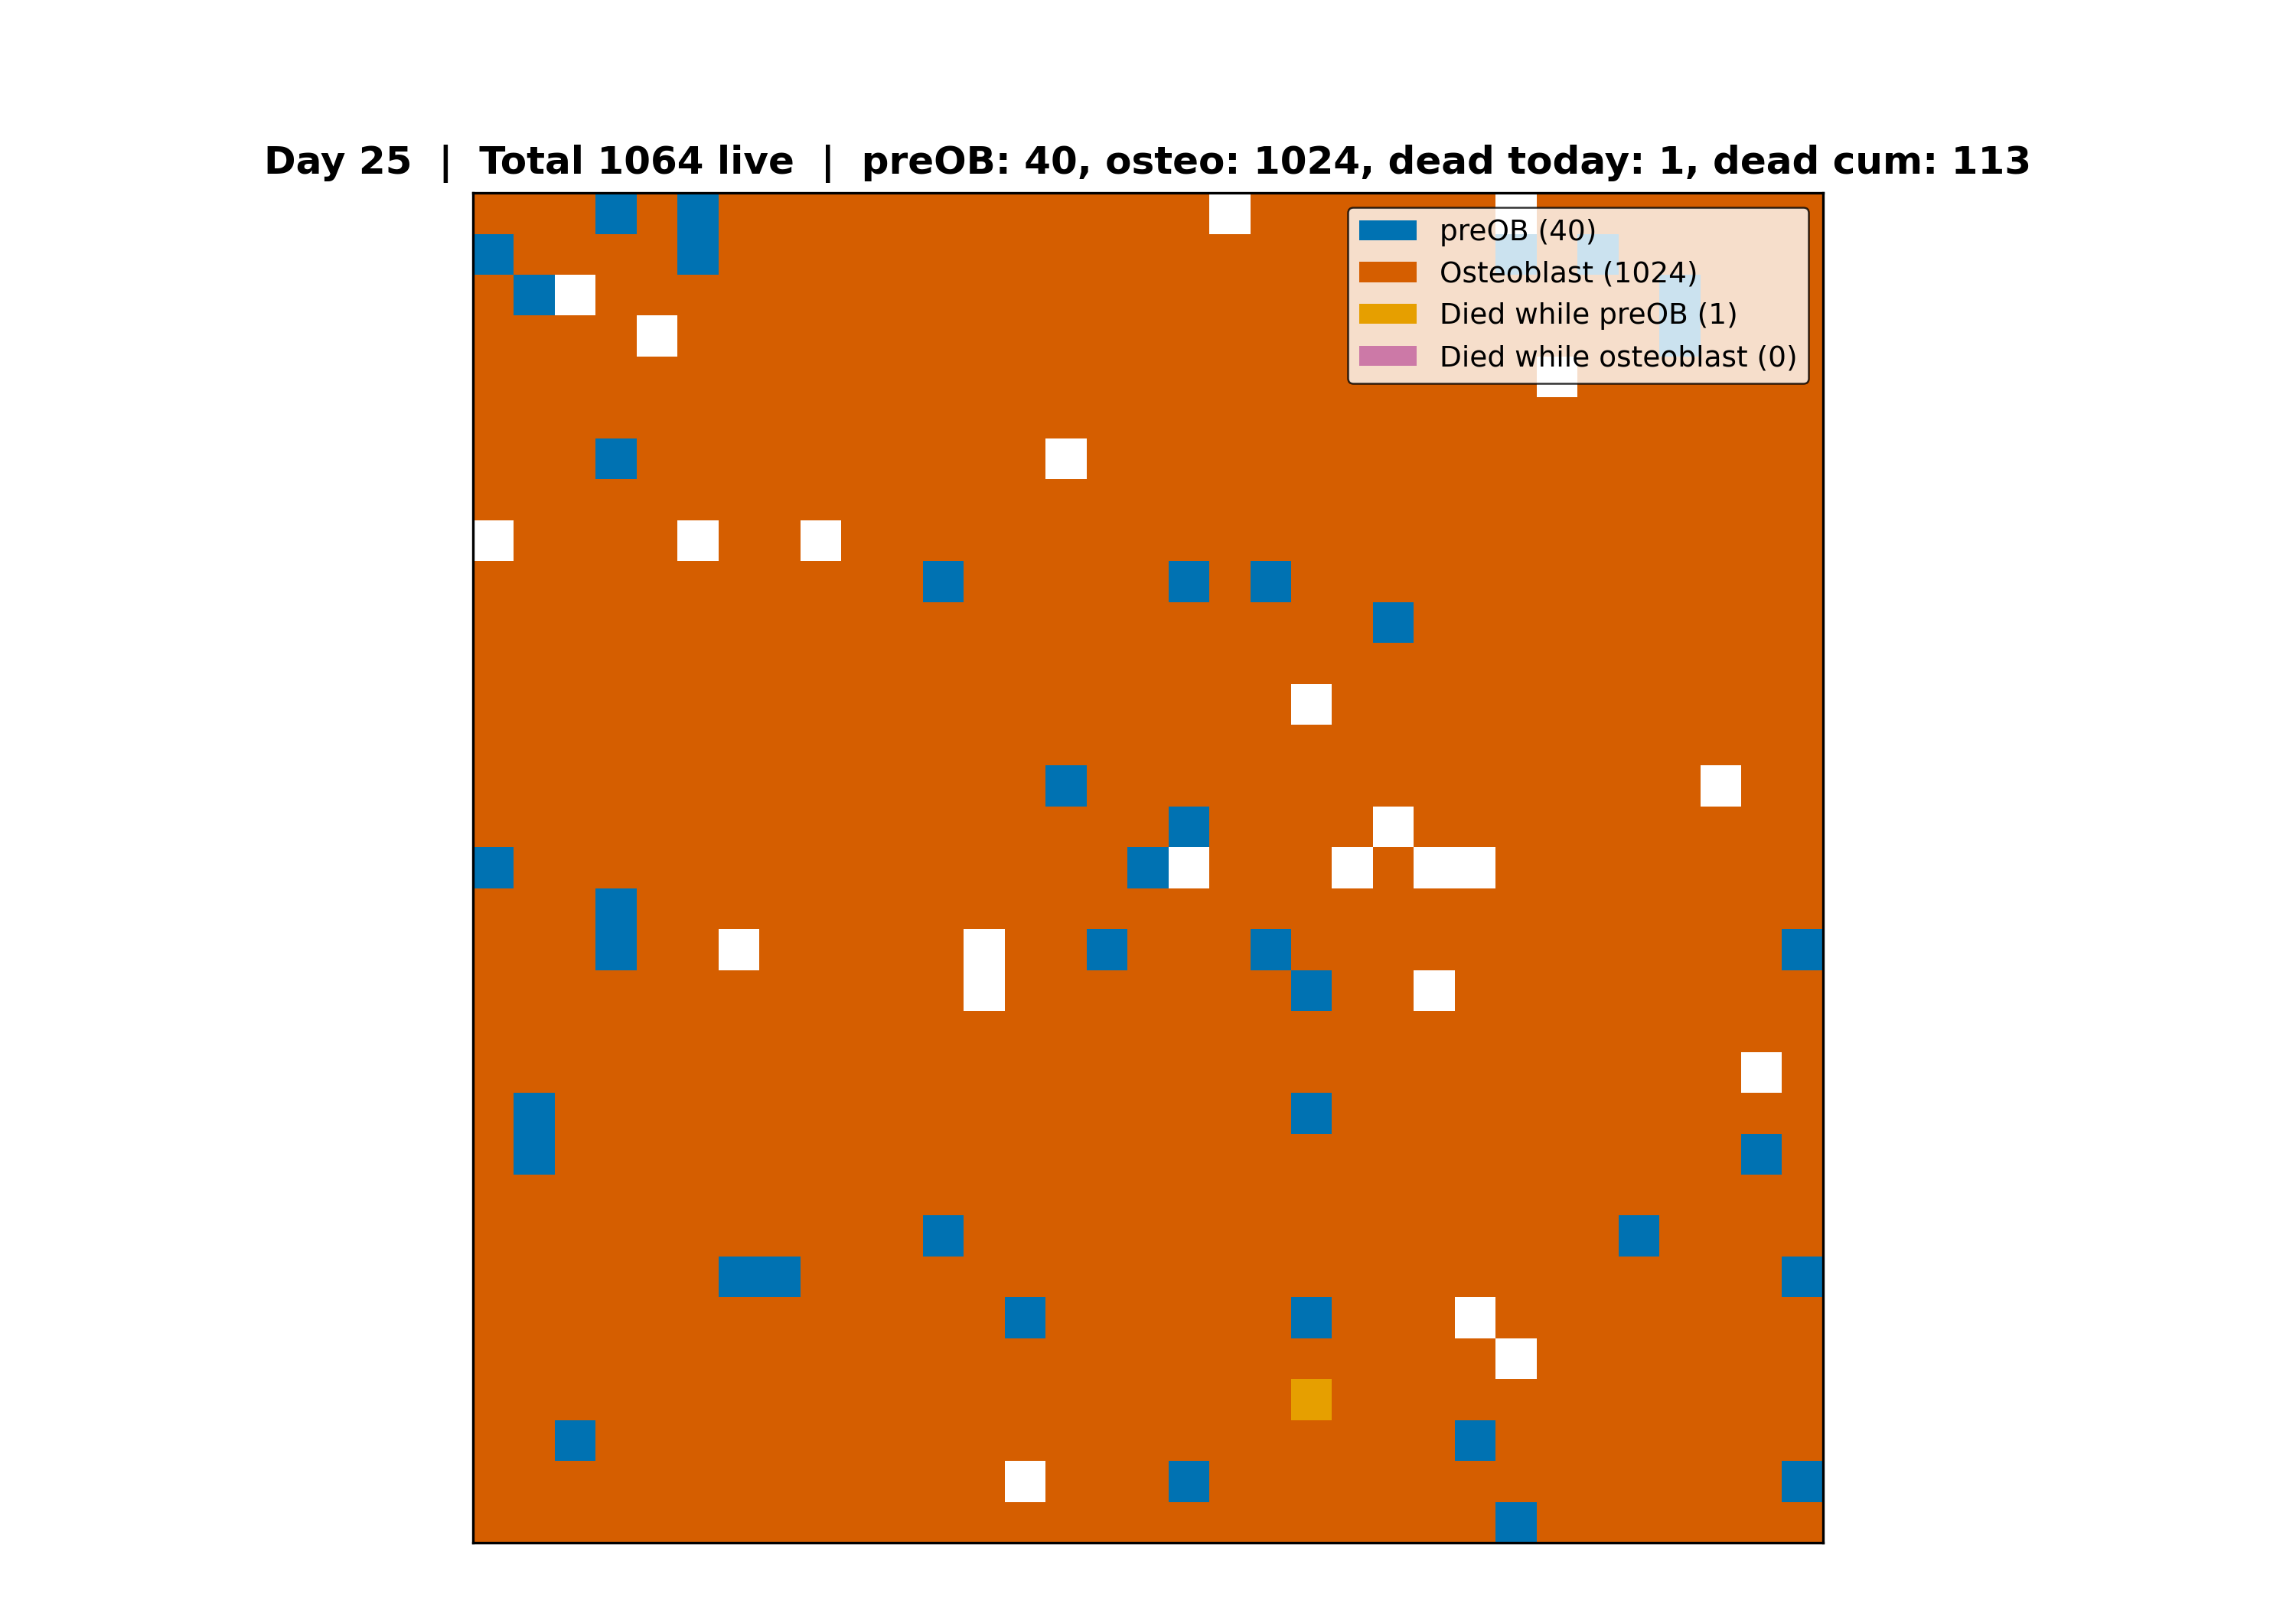 Day 25 | Total 1064 live | preOB: 40, osteo: 1024, dead today: 1, dead cum: 113
preOB (40)
Osteoblast (1024)
Died while preOB (1)
Died while osteoblast (0)